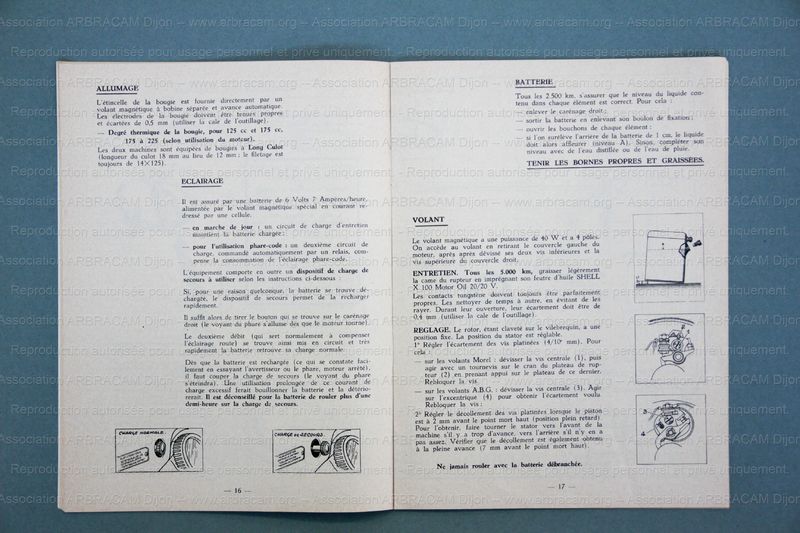 ALLUMAGE
L'étincelle de la bougie est fournie directement par un
volant magnétique à bobine séparée et avance automatique.
Les électrodes de la bougie doivent être tenues propres
et écartées de 0,5 mm (utiliser la cale de l'outillage).
— Degré thermique de la bougie, pour 125 cc et 175 cc,
175 à 225 (selon utilisation du moteur).
Les deux machines sont équipées de bougies à Long Culot
(longueur du culot 18 mm au lieu de 12 mm ; le filetage est
toujours de 14×125).
ECLAIRAGE
Il est assuré par une batterie de 6 Volts 7 Ampères/heure,
alimentée par le volant magnétique spécial en courant re-
dressé par une cellule.
— en marche de jour : un circuit de charge d'entretien
maintient la batterie chargée ;
— pour l'utilisation phare-code : un deuxième circuit de
charge, commandé automatiquement par un relais, com-
pense la consommation de l'éclairage phare-code.
L'équipement comporte en outre un dispositif de charge de
secours à utiliser selon les instructions ci-dessous :
Si, pour une raison quelconque, la batterie se trouve dé-
chargée, le dispositif de secours permet de la recharger
rapidement.
Il suffit alors de tirer le bouton qui se trouve sur le carénage
droit (le voyant du phare s'allume dès que le moteur tourne).
Le deuxième débit (qui sert normalement à compenser
l'éclairage route) se trouve ainsi mis en circuit et très
rapidement la batterie retrouve sa charge normale.
Dès que la batterie est rechargée (ce qui se constate faci-
lement en essayant l'avertisseur ou le phare, moteur arrêté),
il faut couper la charge de secours (le voyant du phare
s'éteindra). Une utilisation prolongée de ce courant de
charge excessif ferait bouillonner la batterie et la détério-
rerait. Il est déconseillé pour la batterie de rouler plus d'une
demi-heure sur la charge de secours.
CHARGE NORMALE
CHARGE DE SECOURS
— 16 —
BATTERIE
Tous les 2.500 km, s'assurer que le niveau du liquide con-
tenu dans chaque élément est correct. Pour cela :
— enlever le carénage droit ;
— sortir la batterie en enlevant son boulon de fixation ;
— ouvrir les bouchons de chaque élément ;
— si l'on surélève l'arrière de la batterie de 1 cm, le liquide
doit alors affleurer (niveau A). Sinon, compléter son
niveau avec de l'eau distillée ou de l'eau de pluie.
TENIR LES BORNES PROPRES ET GRAISSÉES.
VOLANT
Le volant magnétique a une puissance de 40 W et a 4 pôles.
On accède au volant en retirant le couvercle gauche du
moteur, après après dévissé ses deux vis inférieures et la
vis supérieure du couvercle droit.
ENTRETIEN. Tous les 5.000 km, graisser légèrement
la came du rupteur en imprégnant son feutre d'huile SHELL
X 100 Motor Oil 20/20 V.
Les contacts tungstène doivent toujours être parfaitement
propres. Les nettoyer de temps à autre, en évitant de les
rayer. Durant leur ouverture, leur écartement doit être de
0,4 mm (utiliser la cale de l'outillage).
REGLAGE. Le rotor, étant claveté sur le vilebrequin, a une
position fixe. La position du stator est réglable.
1° Régler l'écartement des vis platinées (4/10e mm). Pour
cela :
— sur les volants Morel : dévisser la vis centrale (1), puis
agir avec un tournevis sur le cran du plateau de rup-
teur (2) en prenant appui sur le plateau de ce dernier.
Rebloquer la vis.
— sur les volants A.B.G. : dévisser la vis centrale (3). Agir
sur l'excentrique (4) pour obtenir l'écartement voulu.
Rebloquer la vis ;
2° Régler le décollement des vis platinées lorsque le piston
est à 2 mm avant le point mort haut (position plein retard)
Pour l'obtenir, faire tourner le stator vers l'avant de la
machine s'il y a trop d'avance, vers l'arrière s'il n'y en a
pas assez. Vérifier que le décollement est également obtenu
à la pleine avance (7 mm avant le point mort haut).
Ne jamais rouler avec la batterie débranchée.
3
4
— 17 —
Association ARBRACAM Dijon – www.arbracam.org
Reproduction autorisée pour usage personnel et privé uniquement.